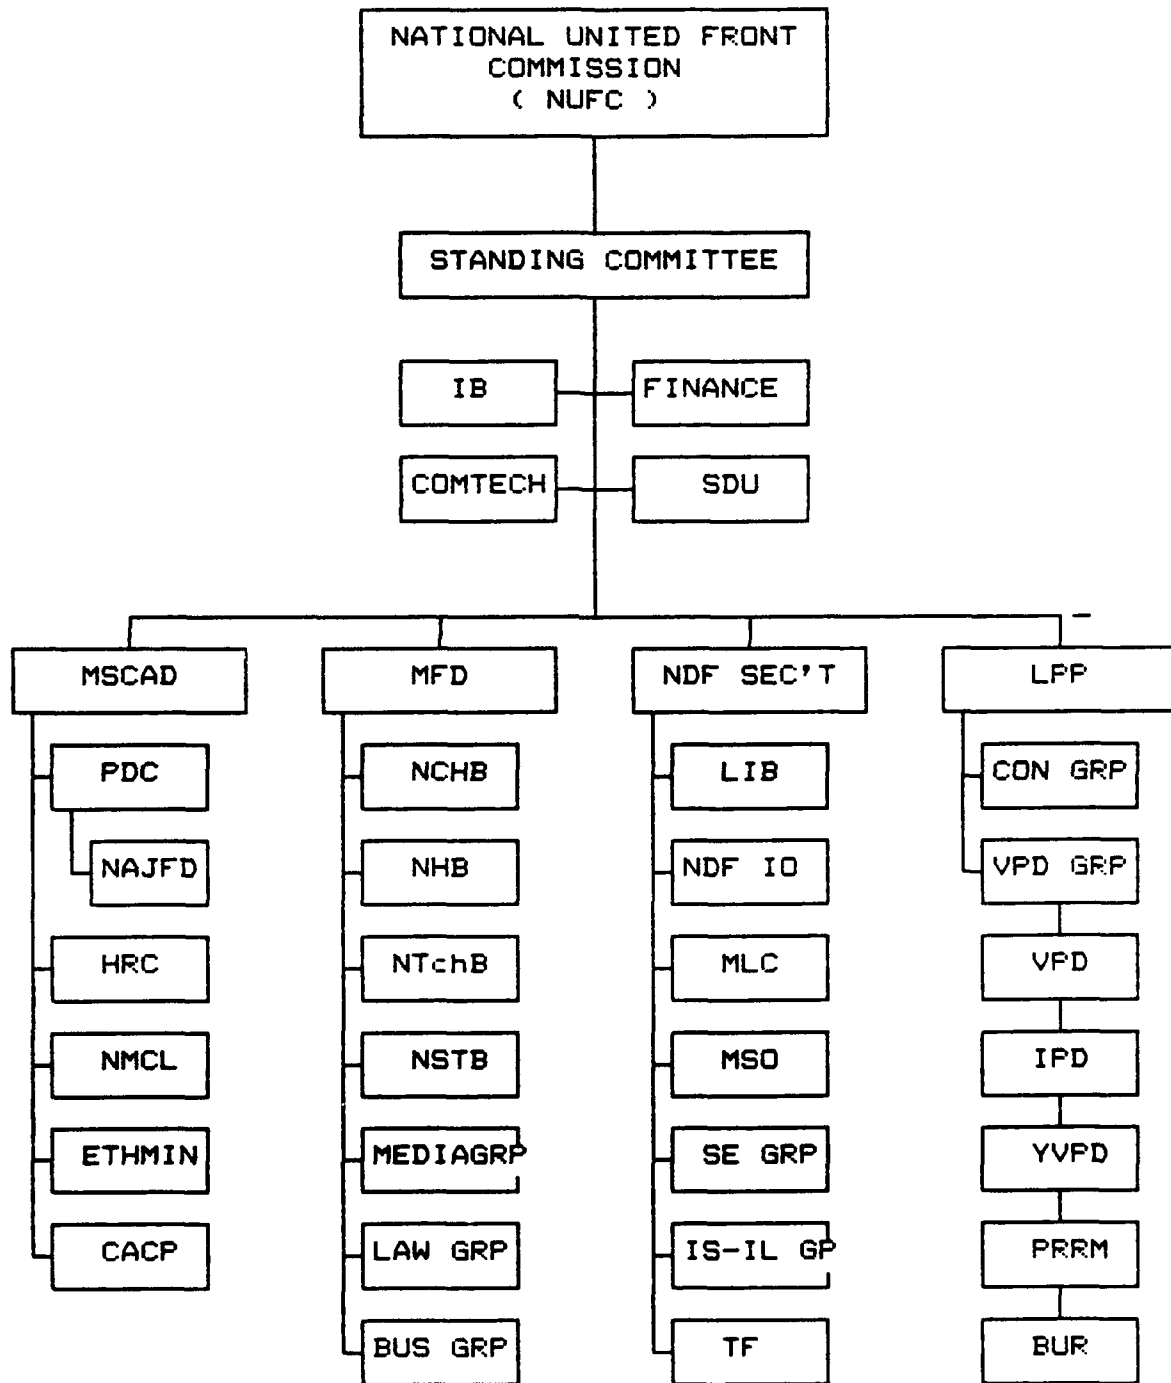 NATIONAL UNITED FRONT
COMMISSION
( NUFC )
STANDING COMMITTEE
IB
FINANCE
COMTECH
SDU
MSCAD
MFD
NDF SEC'T
LPP
PDC
NAJFD
HRC
NMCL
ETHMIN
CACP
NCHB
NHB
NTchB
NSTB
MEDIAGRP
LAW GRP
BUS GRP
LIB
NDF IO
MLC
MSO
SE GRP
IS-IL GP
TF
CON GRP
VPD GRP
VPD
IPD
YVPD
PRRM
BUR